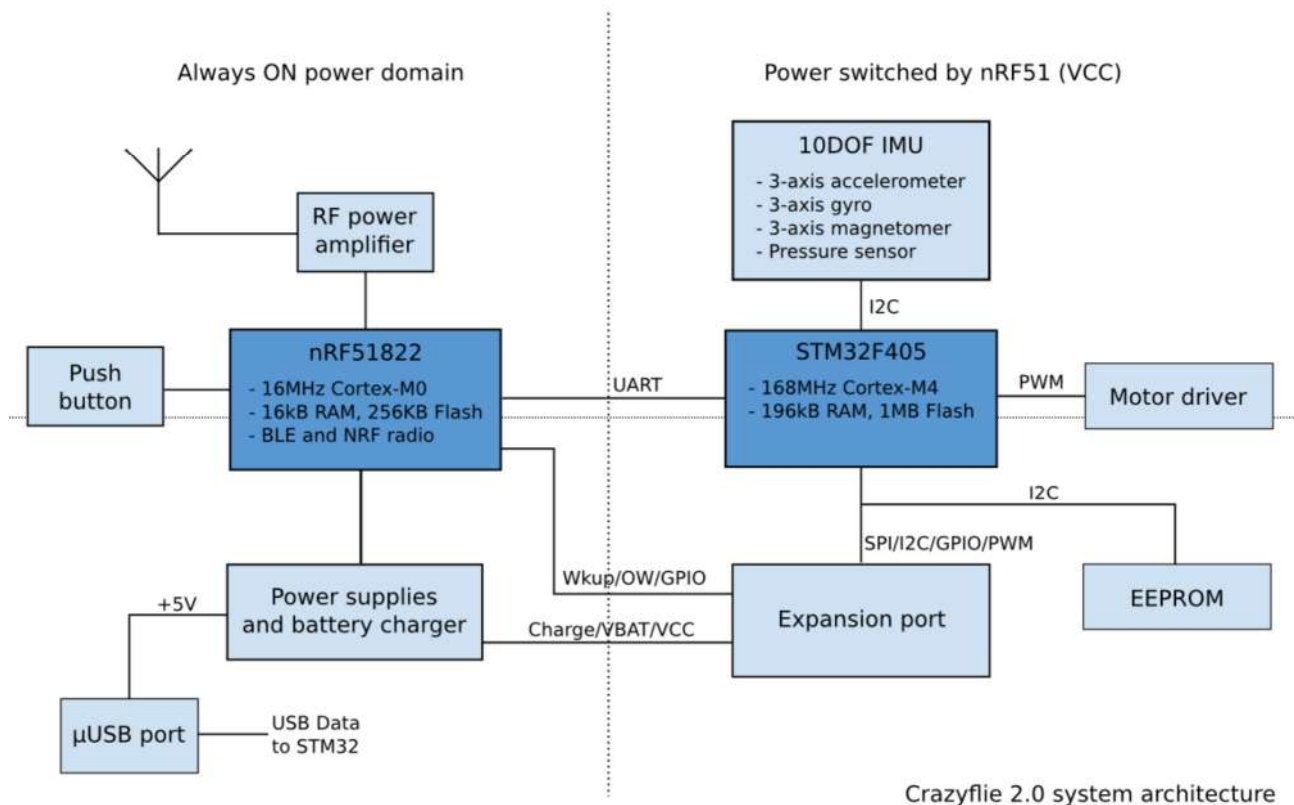 Always ON power domain
Power switched by nRF51 (VCC)
10DOF IMU
- 3-axis accelerometer
- 3-axis gyro
- 3-axis magnetomer
- Pressure sensor
RF power
amplifier
I2C
nRF51822
- 16MHz Cortex-M0
- 16kB RAM, 256KB Flash
- BLE and NRF radio
STM32F405
- 168MHz Cortex-M4
- 196kB RAM, 1MB Flash
Push
button
UART
PWM
Motor driver
I2C
SPI/I2C/GPIO/PWM
Wkup/OW/GPIO
Power supplies
and battery charger
+5V
Charge/VBAT/VCC
Expansion port
EEPROM
µUSB port
USB Data
to STM32
Crazyflie 2.0 system architecture